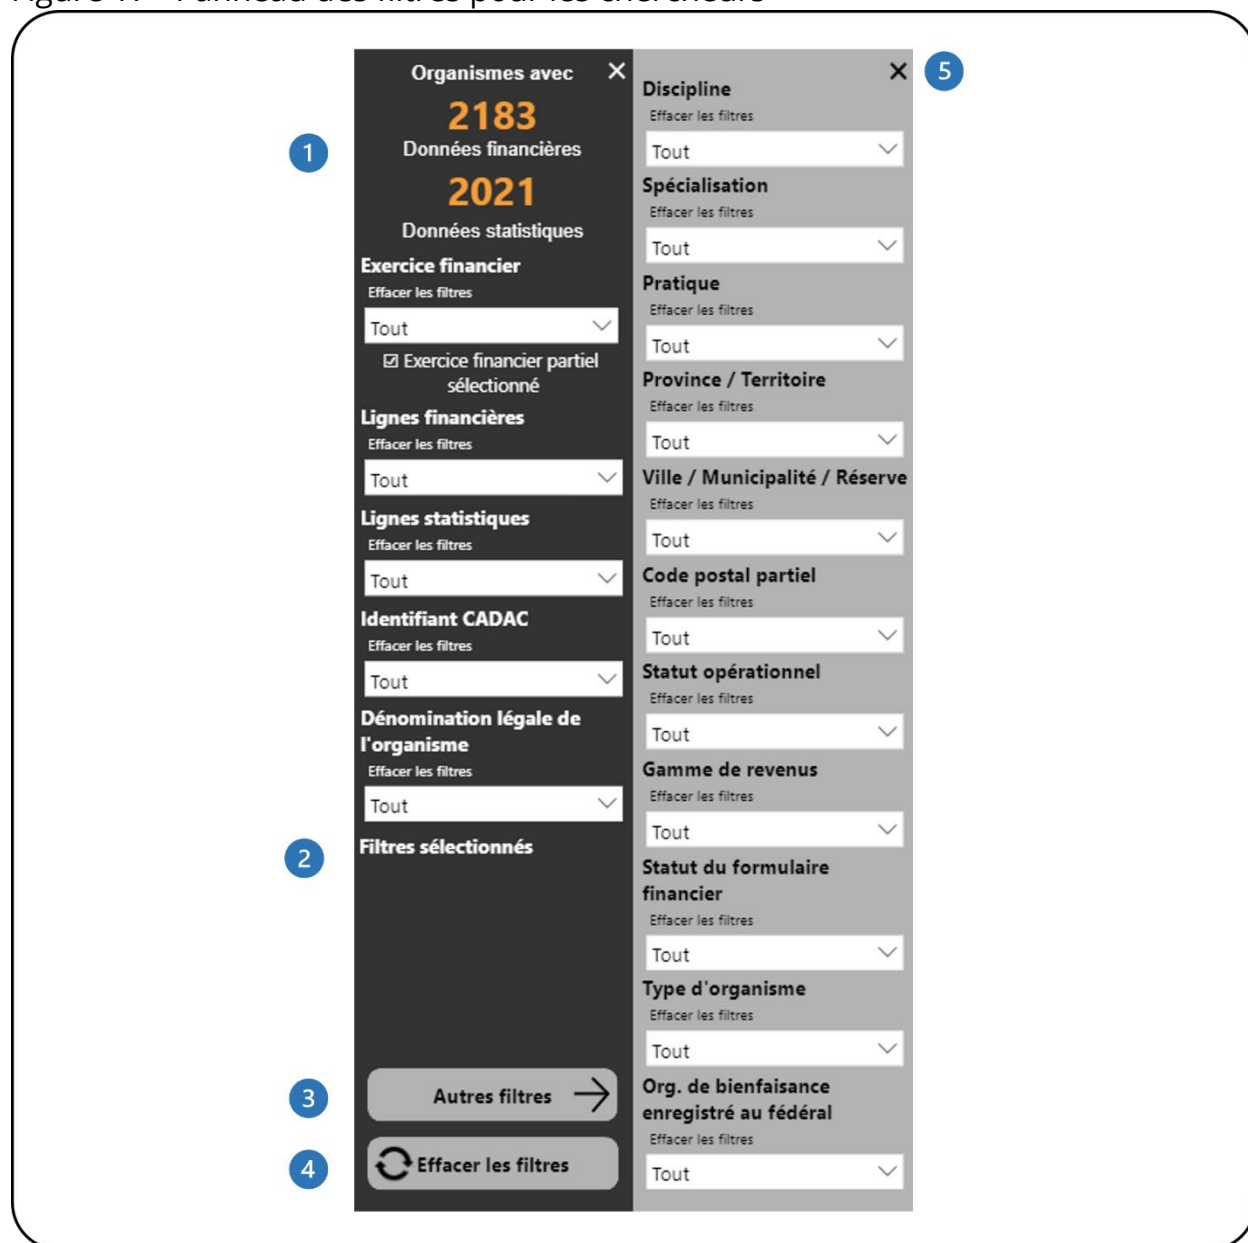 Organismes avec
2183
Données financières
2021
Données statistiques
Exercice financier
Effacer les filtres
Tout
Exercice financier partiel
sélectionné
Lignes financières
Effacer les filtres
Tout
Lignes statistiques
Effacer les filtres
Tout
Identifiant CADAC
Effacer les filtres
Tout
Dénomination légale de
l'organisme
Effacer les filtres
Tout
Filtres sélectionnés
Autres filtres
Effacer les filtres
Discipline
Effacer les filtres
Tout
Spécialisation
Effacer les filtres
Tout
Pratique
Effacer les filtres
Tout
Province / Territoire
Effacer les filtres
Tout
Ville / Municipalité / Réserve
Effacer les filtres
Tout
Code postal partiel
Effacer les filtres
Tout
Statut opérationnel
Effacer les filtres
Tout
Gamme de revenus
Effacer les filtres
Tout
Statut du formulaire
financier
Effacer les filtres
Tout
Type d'organisme
Effacer les filtres
Tout
Org. de bienfaisance
enregistré au fédéral
Effacer les filtres
Tout
1
2
3
4
5